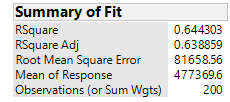 Summary of Fit
RSquare 0.644303
RSquare Adj 0.638859
Root Mean Square Error 81658.56
Mean of Response 477369.6
Observations (or Sum Wgts) 200